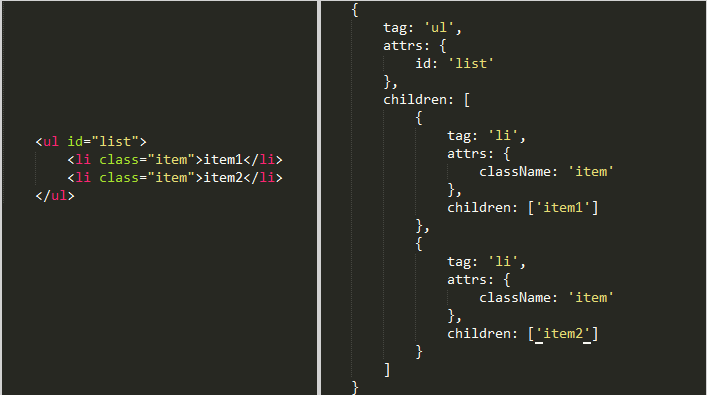 <ul id="list">
    <li class="item">item1</li>
    <li class="item">item2</li>
</ul>
{
    tag: 'ul',
    attrs: {
        id: 'list'
    },
    children: [
        {
            tag: 'li',
            attrs: {
                className: 'item'
            },
            children: ['item1']
        },
        {
            tag: 'li',
            attrs: {
                className: 'item'
            },
            children: ['item2']
        }
    ]
}